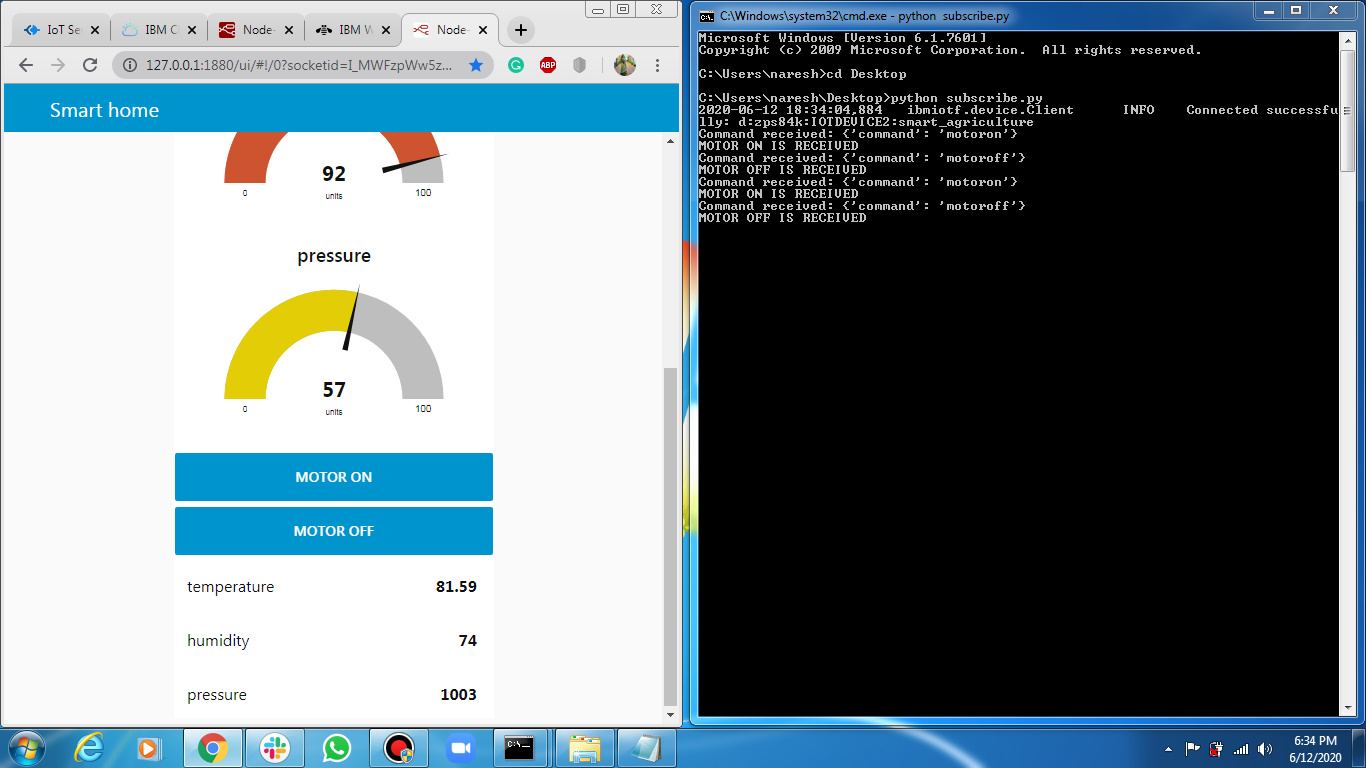 IoT Se
IBM Cl
Node-
IBM W
Node-
127.0.0.1:1880/ui/#!/0?socketid=I_MWFzpWw5z...
ABP
Smart home
92
0
units
100
pressure
57
0
units
100
MOTOR ON
MOTOR OFF
temperature 81.59
humidity 74
pressure 1003
C:\Windows\system32\cmd.exe - python subscribe.py
Microsoft Windows [Version 6.1.7601]
Copyright (c) 2009 Microsoft Corporation. All rights reserved.
C:\Users\naresh>cd Desktop
C:\Users\naresh\Desktop>python subscribe.py
2020-06-12 18:34:04,884 ibmiotf.device.Client INFO Connected successfu
lly: d:zps84k:IOTDEVICE2:smart_agriculture
Command received: {'command': 'motoron'}
MOTOR ON IS RECEIVED
Command received: {'command': 'motoroff'}
MOTOR OFF IS RECEIVED
Command received: {'command': 'motoron'}
MOTOR ON IS RECEIVED
Command received: {'command': 'motoroff'}
MOTOR OFF IS RECEIVED
C:\.
6:34 PM
6/12/2020